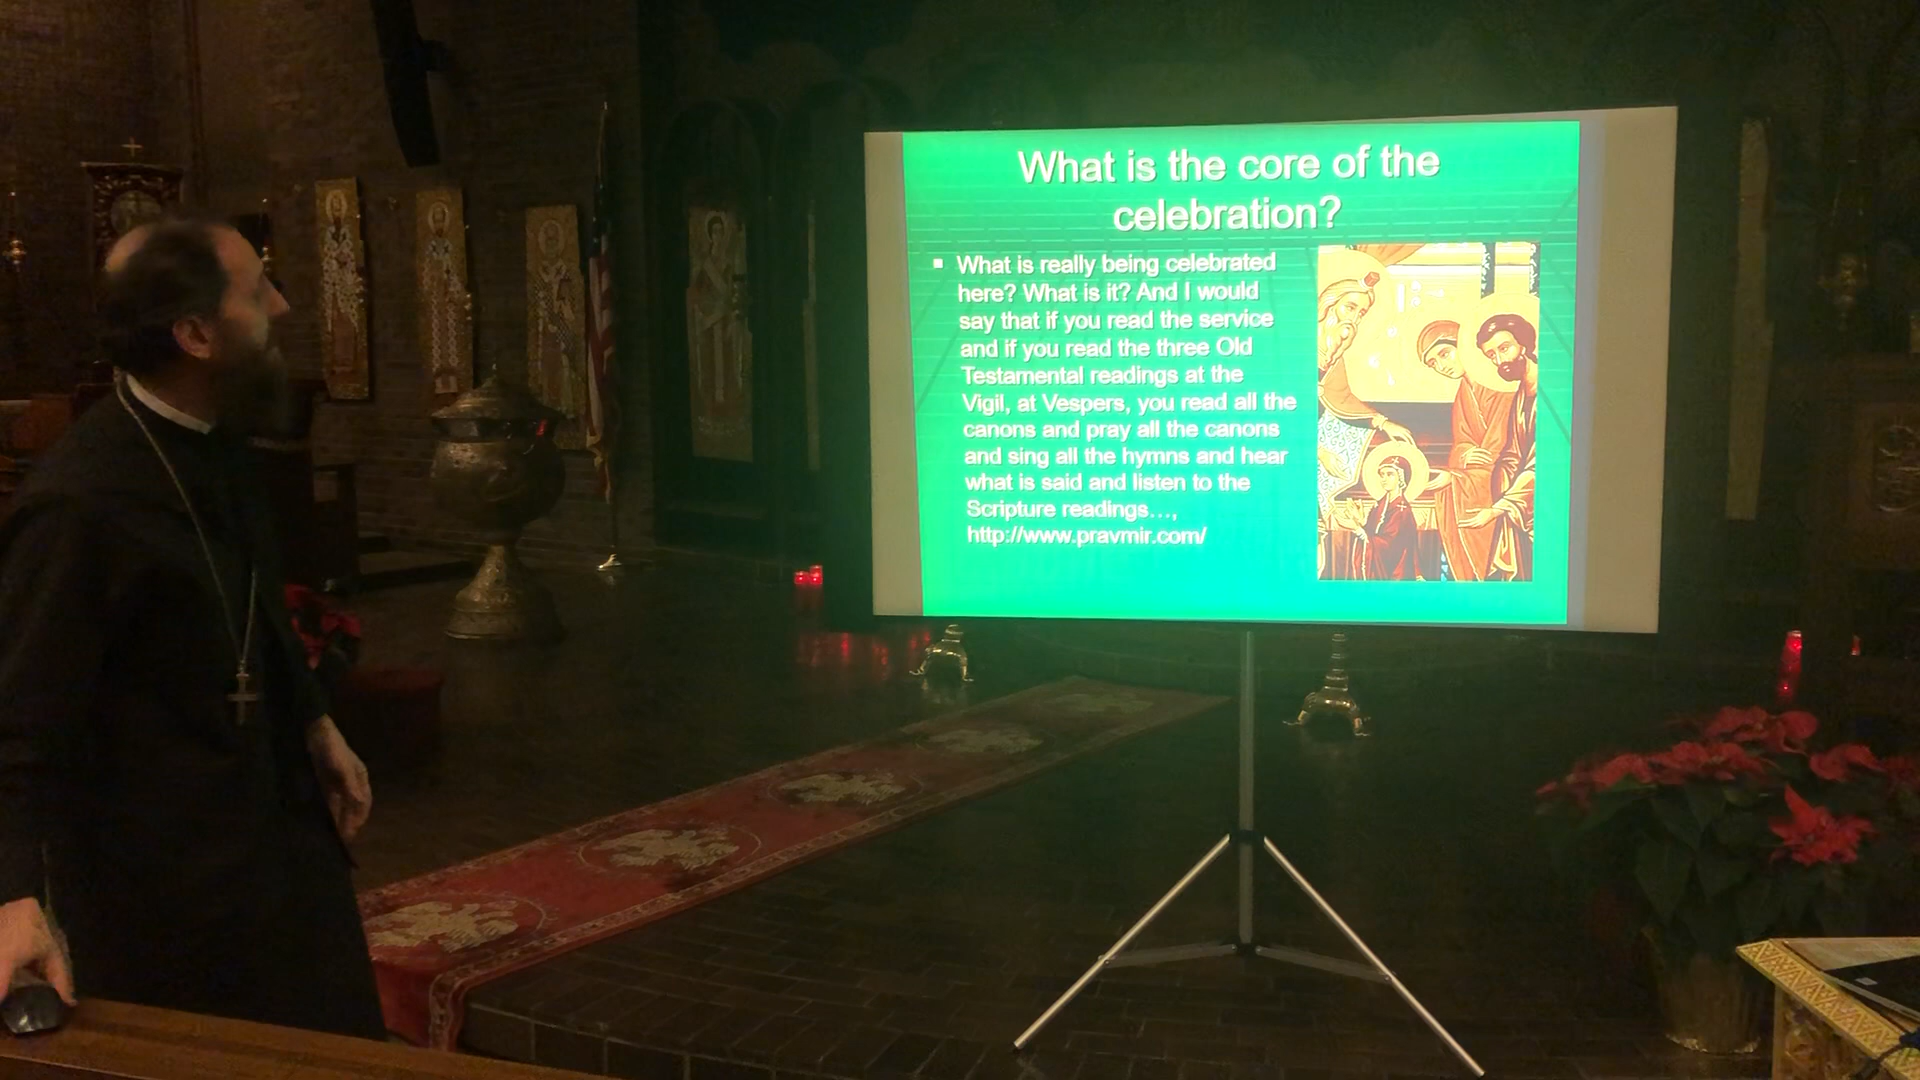 What is the core of the
celebration?
What is really being celebrated
here? What is it? And I would
say that if you read the service
and if you read the three Old
Testamental readings at the
Vigil, at Vespers, you read all the
canons and pray all the canons
and sing all the hymns and hear
what is said and listen to the
Scripture readings…,
http://www.pravmir.com/